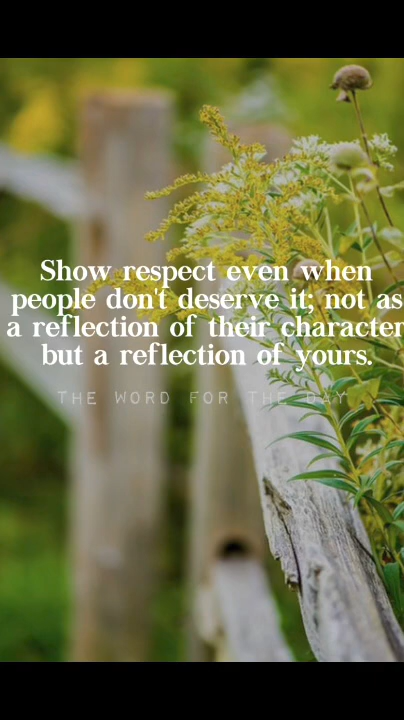 Show respect even when
people don't deserve it; not as
a reflection of their character
but a reflection of yours.
THE WORD FOR THE DAY